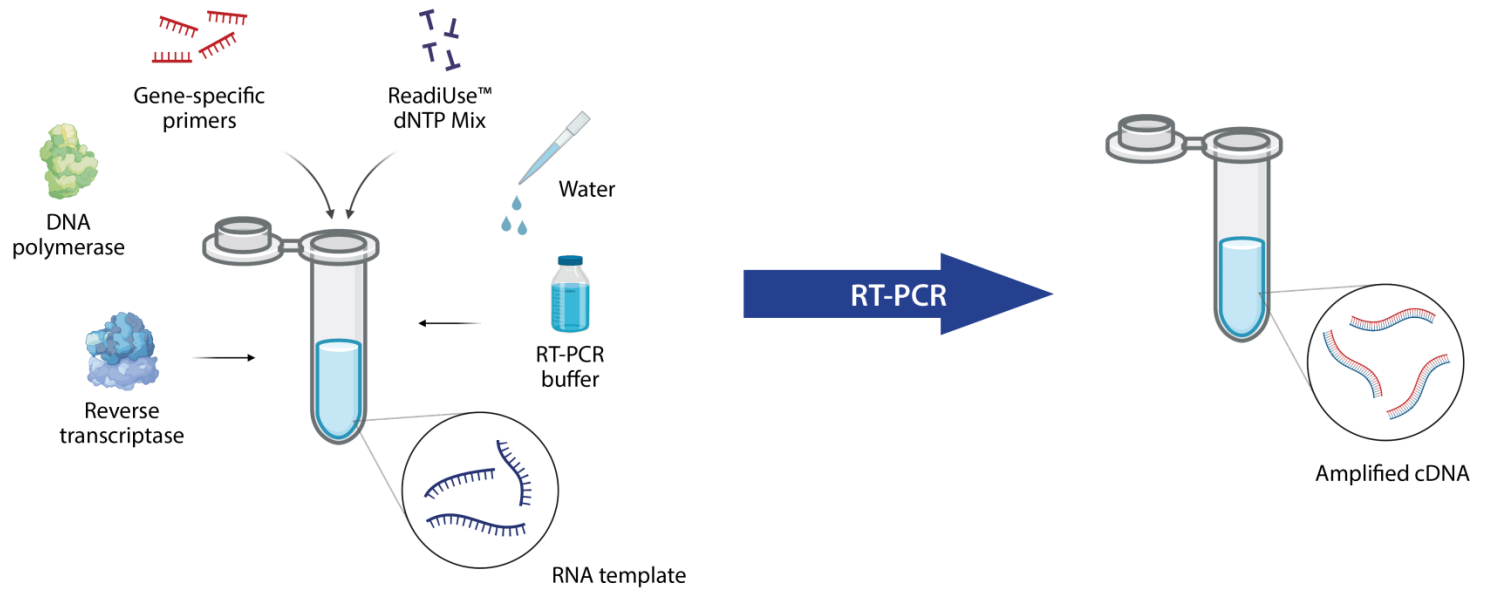 Gene-specific
primers
ReadiUse™
dNTP Mix
Water
DNA
polymerase
RT-PCR
buffer
Reverse
transcriptase
RNA template
RT-PCR
Amplified cDNA